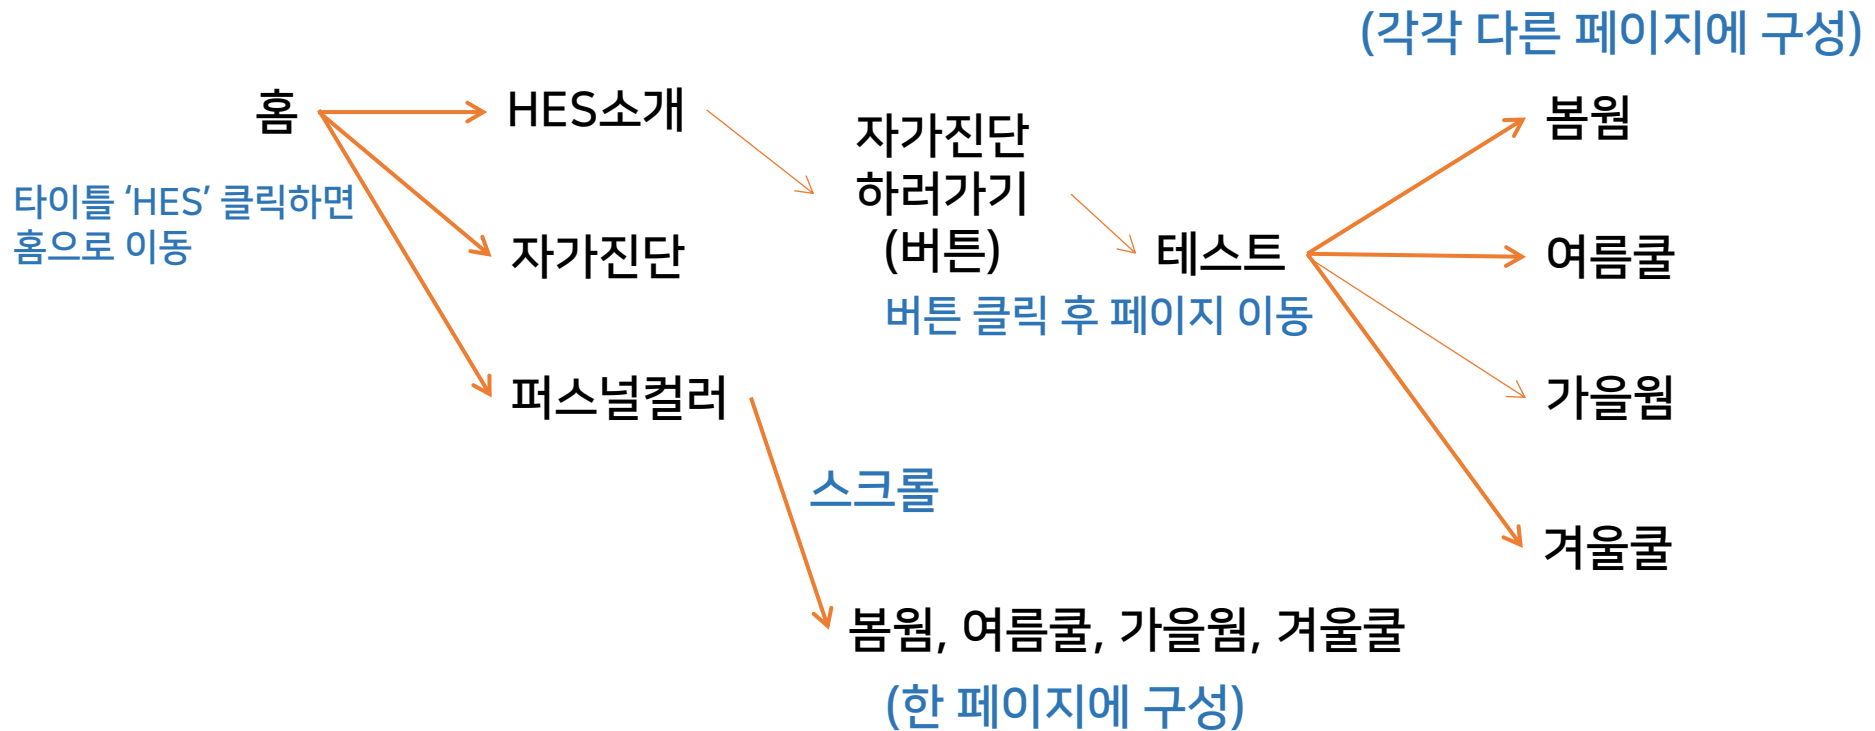 (각각 다른 페이지에 구성)
홈
HES소개
자가진단
하러가기
(버튼)
봄웜
타이틀 ‘HES’ 클릭하면
홈으로 이동
자가진단
테스트
여름쿨
버튼 클릭 후 페이지 이동
퍼스널컬러
가을웜
스크롤
겨울쿨
봄웜, 여름쿨, 가을웜, 겨울쿨
(한 페이지에 구성)